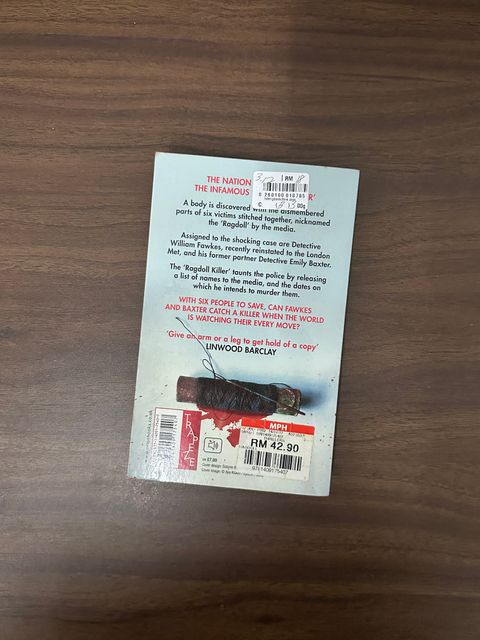 THE NATION
THE INFAMOUS
A body is discovered with the dismembered
parts of six victims stitched together, nicknamed
the 'Ragdoll' by the media.
Assigned to the shocking case are Detective
William Fawkes, recently reinstated to the London
Met, and his former partner Detective Emily Baxter.
The 'Ragdoll Killer' taunts the police by releasing
a list of names to the media, and the dates on
which he intends to murder them.
WITH SIX PEOPLE TO SAVE, CAN FAWKES
AND BAXTER CATCH A KILLER WHEN THE WORLD
IS WATCHING THEIR EVERY MOVE?
'Give an arm or a leg to get hold of a copy'
LINWOOD BARCLAY
RM
TRAPEZE
MPH
RM 42.90
9781409175407
UK £7.99